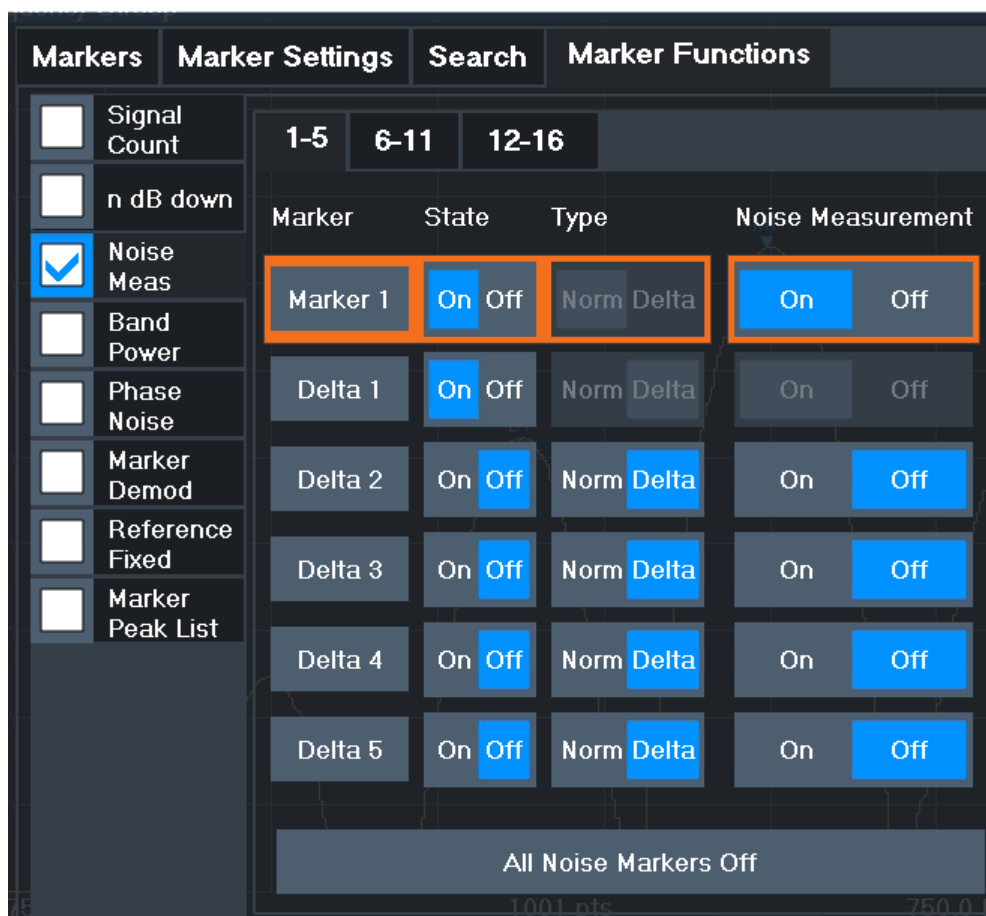 Markers Marker Settings Search Marker Functions
Signal
Count
n dB down
Noise
Meas
Band
Power
Phase
Noise
Marker
Demod
Reference
Fixed
Marker
Peak List
1-5 6-11 12-16
Marker State Type Noise Measurement
Marker 1 On Off Norm Delta On Off
Delta 1 On Off Norm Delta On Off
Delta 2 On Off Norm Delta On Off
Delta 3 On Off Norm Delta On Off
Delta 4 On Off Norm Delta On Off
Delta 5 On Off Norm Delta On Off
All Noise Markers Off
1001 pts